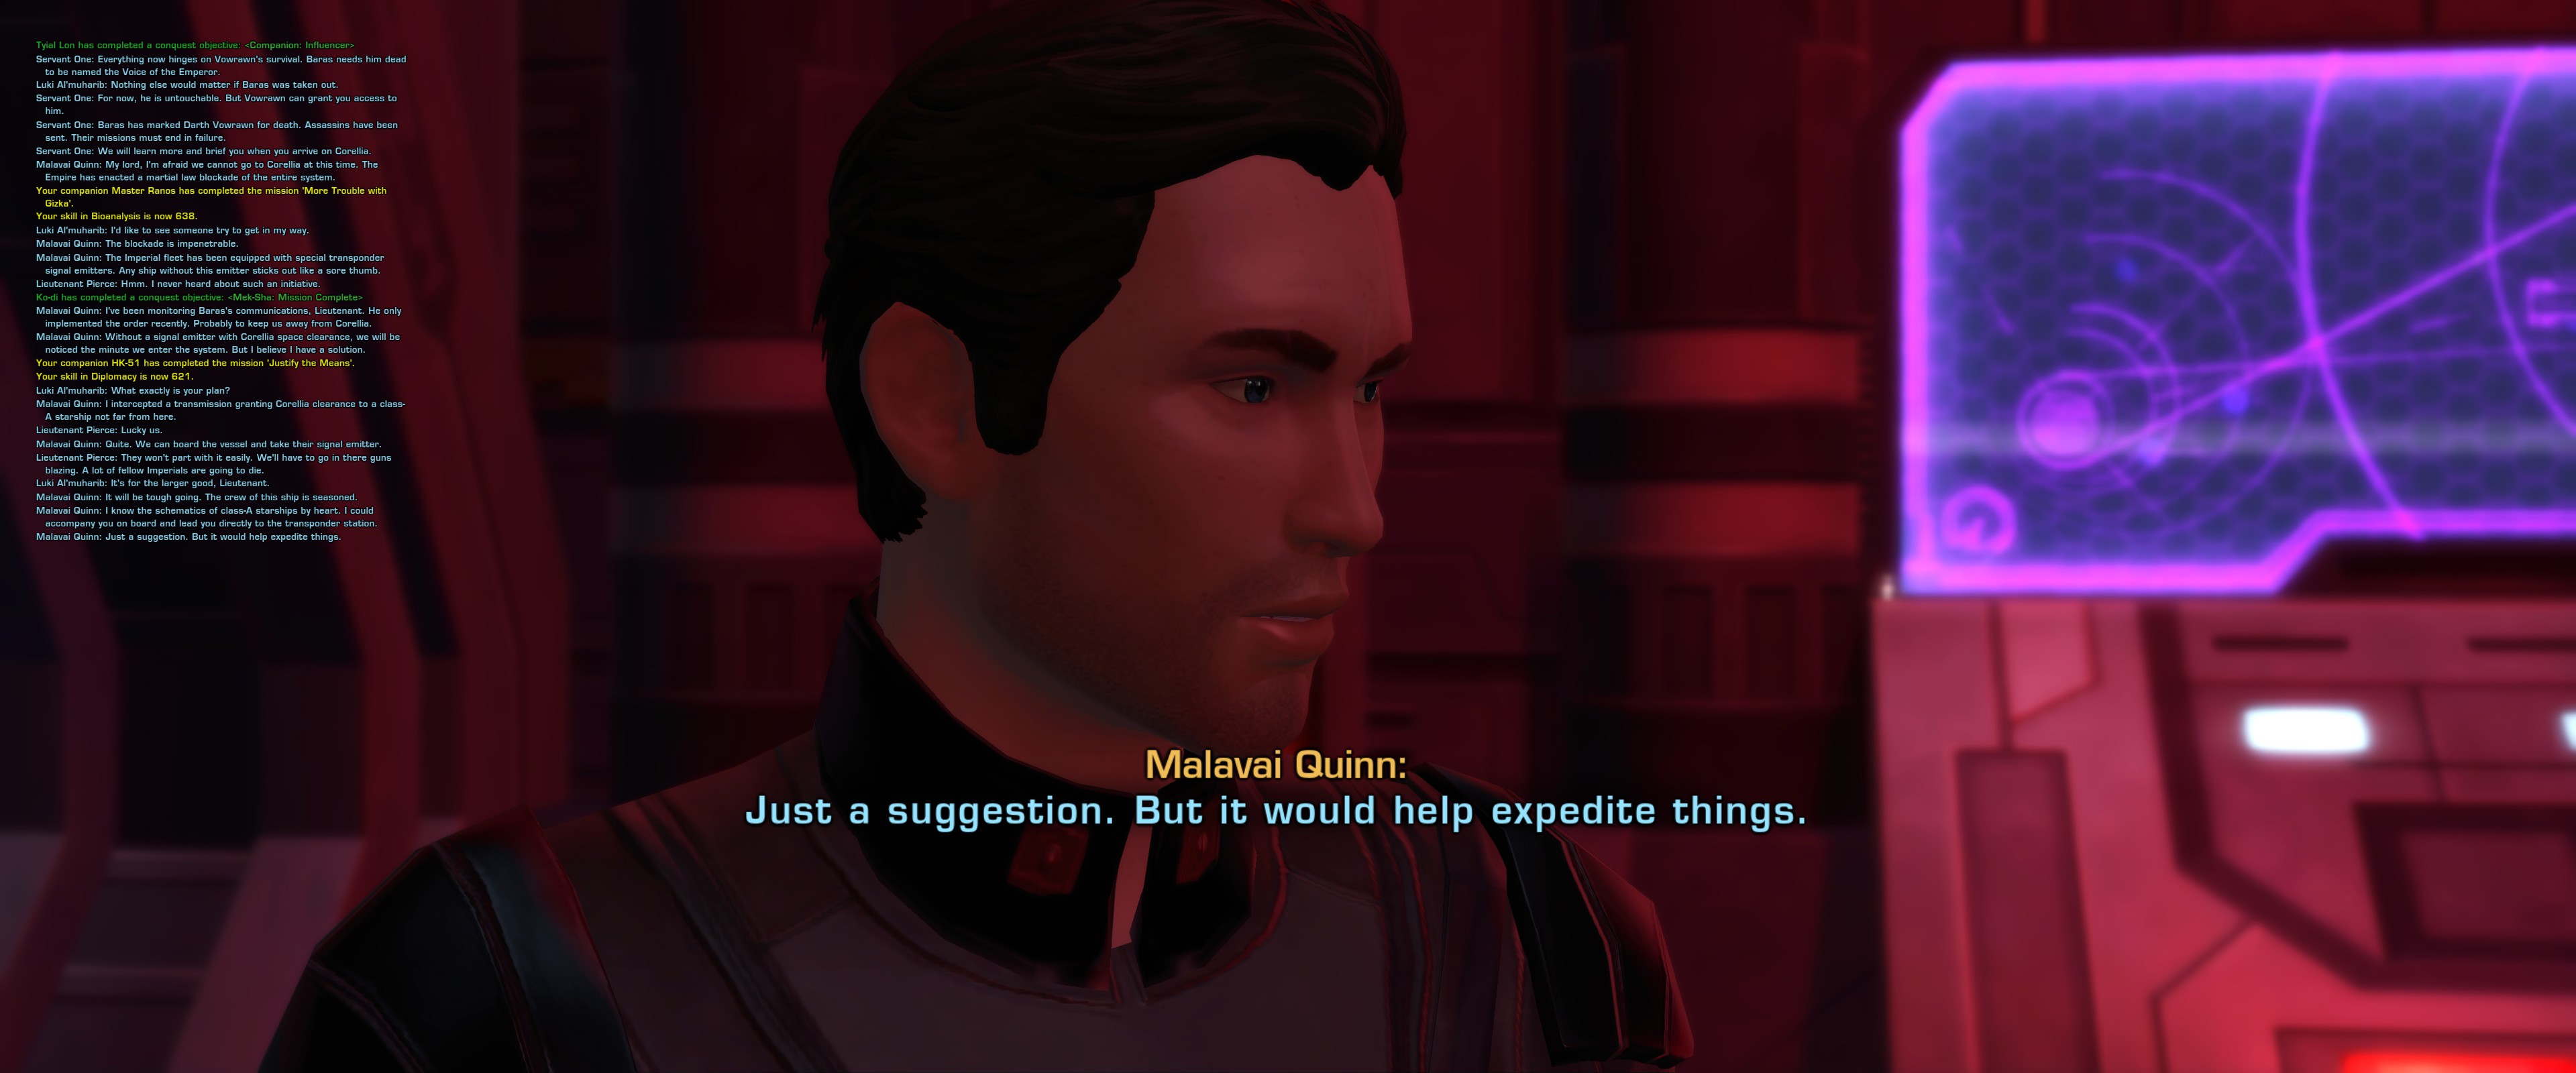 Tyial Lon has completed a conquest objective: <Companion: Influencer>
Servant One: Everything now hinges on Vowrawn's survival. Baras needs him dead
to be named the Voice of the Emperor.
Luki Al'muharib: Nothing else would matter if Baras was taken out.
Servant One: For now, he is untouchable. But Vowrawn can grant you access to
him.
Servant One: Baras has marked Darth Vowrawn for death. Assassins have been
sent. Their missions must end in failure.
Servant One: We will learn more and brief you when you arrive on Corellia.
Malavai Quinn: My lord, I'm afraid we cannot go to Corellia at this time. The
Empire has enacted a martial law blockade of the entire system.
Your companion Master Ranos has completed the mission 'More Trouble with
Gizka'.
Your skill in Bioanalysis is now 638.
Luki Al'muharib: I'd like to see someone try to get in my way.
Malavai Quinn: The blockade is impenetrable.
Malavai Quinn: The Imperial fleet has been equipped with special transponder
signal emitters. Any ship without this emitter sticks out like a sore thumb.
Lieutenant Pierce: Hmm. I never heard about such an initiative.
Ko-di has completed a conquest objective: <Mek-Sha: Mission Complete>
Malavai Quinn: I've been monitoring Baras's communications, Lieutenant. He only
implemented the order recently. Probably to keep us away from Corellia.
Malavai Quinn: Without a signal emitter with Corellia space clearance, we will be
noticed the minute we enter the system. But I believe I have a solution.
Your companion HK-51 has completed the mission 'Justify the Means'.
Your skill in Diplomacy is now 621.
Luki Al'muharib: What exactly is your plan?
Malavai Quinn: I intercepted a transmission granting Corellia clearance to a class-
A starship not far from here.
Lieutenant Pierce: Lucky us.
Malavai Quinn: Quite. We can board the vessel and take their signal emitter.
Lieutenant Pierce: They won't part with it easily. We'll have to go in there guns
blazing. A lot of fellow Imperials are going to die.
Luki Al'muharib: It's for the larger good, Lieutenant.
Malavai Quinn: It will be tough going. The crew of this ship is seasoned.
Malavai Quinn: I know the schematics of class-A starships by heart. I could
accompany you on board and lead you directly to the transponder station.
Malavai Quinn: Just a suggestion. But it would help expedite things.
Malavai Quinn:
Just a suggestion. But it would help expedite things.